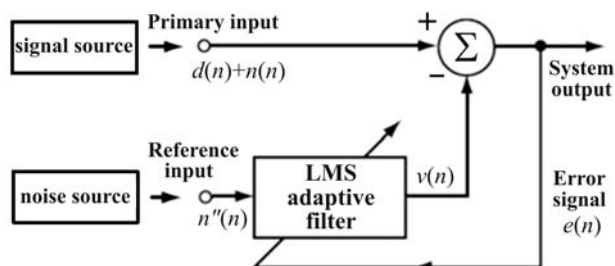 signal source
Primary input
d(n)+n(n)
+
Σ
−
System
output
noise source
Reference
input
n″(n)
LMS
adaptive
filter
v(n)
Error
signal
e(n)